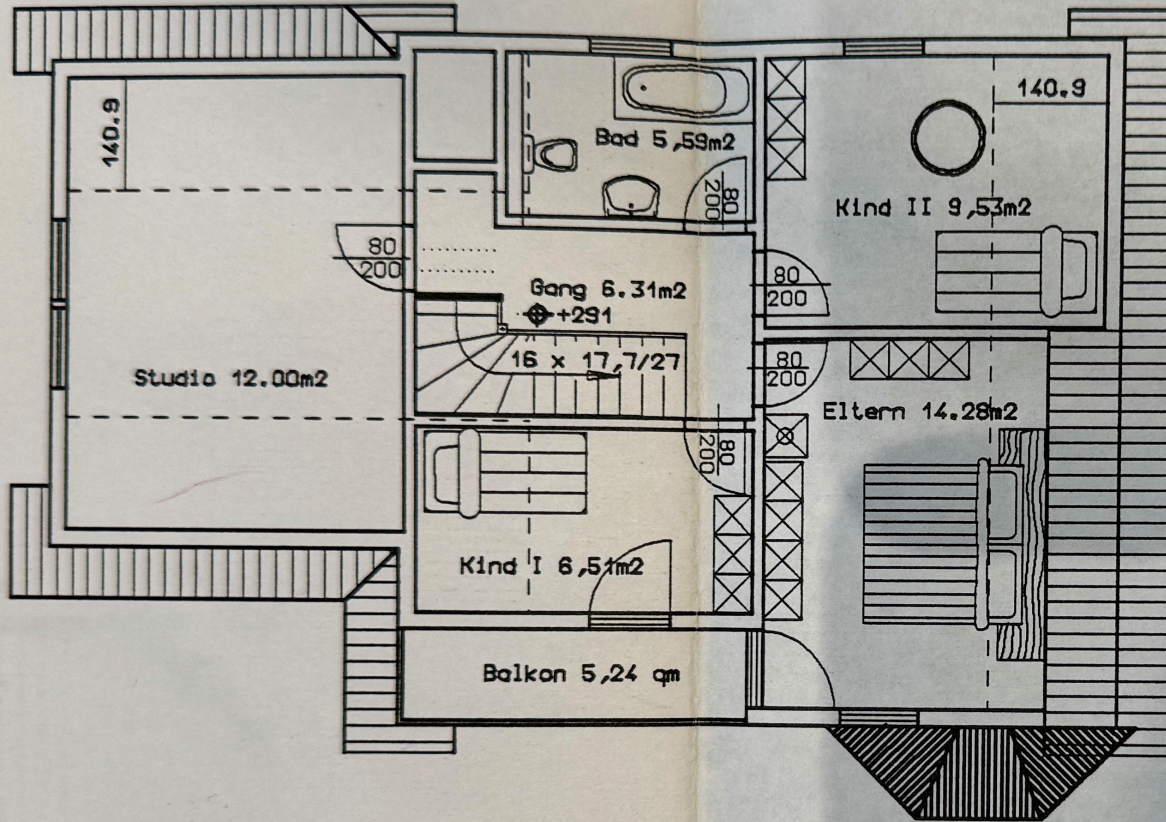 140.9
140.9
Bad 5,59m2
80
200
Kind II 9,53m2
80
200
80
200
Gang 6.31m2
+291
16 x 17,7/27
80
200
Studio 12.00m2
Eltern 14.28m2
80
200
Kind I 6,51m2
Balkon 5,24 qm